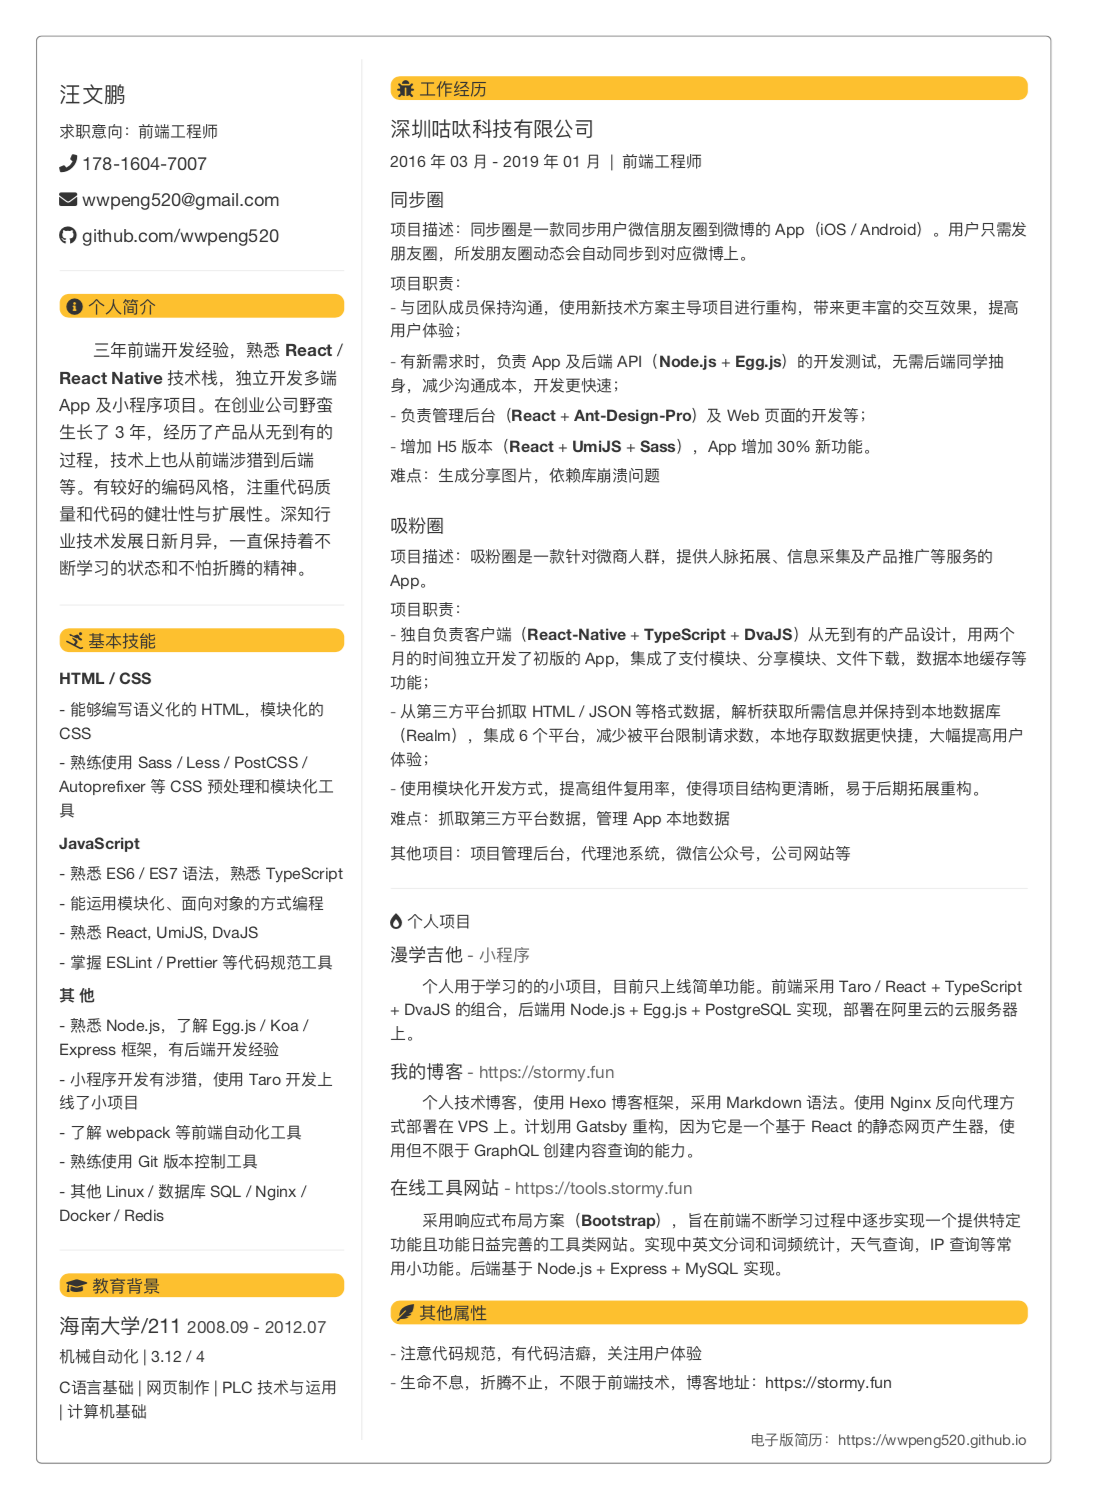 汪文鹏
求职意向：前端工程师
178-1604-7007
wwpeng520@gmail.com
github.com/wwpeng520
个人简介
三年前端开发经验，熟悉 React /
React Native 技术栈，独立开发多端
App 及小程序项目。在创业公司野蛮
生长了 3 年，经历了产品从无到有的
过程，技术上也从前端涉猎到后端
等。有较好的编码风格，注重代码质
量和代码的健壮性与扩展性。深知行
业技术发展日新月异，一直保持着不
断学习的状态和不怕折腾的精神。
基本技能
HTML / CSS
- 能够编写语义化的 HTML，模块化的
CSS
- 熟练使用 Sass / Less / PostCSS /
Autoprefixer 等 CSS 预处理和模块化工
具
JavaScript
- 熟悉 ES6 / ES7 语法，熟悉 TypeScript
- 能运用模块化、面向对象的方式编程
- 熟悉 React, UmiJS, DvaJS
- 掌握 ESLint / Prettier 等代码规范工具
其 他
- 熟悉 Node.js，了解 Egg.js / Koa /
Express 框架，有后端开发经验
- 小程序开发有涉猎，使用 Taro 开发上
线了小项目
- 了解 webpack 等前端自动化工具
- 熟练使用 Git 版本控制工具
- 其他 Linux / 数据库 SQL / Nginx /
Docker / Redis
教育背景
海南大学/211 2008.09 - 2012.07
机械自动化 | 3.12 / 4
C语言基础 | 网页制作 | PLC 技术与运用
| 计算机基础
工作经历
深圳咕呔科技有限公司
2016 年 03 月 - 2019 年 01 月 | 前端工程师
同步圈
项目描述：同步圈是一款同步用户微信朋友圈到微博的 App（iOS / Android）。用户只需发
朋友圈，所发朋友圈动态会自动同步到对应微博上。
项目职责：
- 与团队成员保持沟通，使用新技术方案主导项目进行重构，带来更丰富的交互效果，提高
用户体验；
- 有新需求时，负责 App 及后端 API（Node.js + Egg.js）的开发测试，无需后端同学抽
身，减少沟通成本，开发更快速；
- 负责管理后台（React + Ant-Design-Pro）及 Web 页面的开发等；
- 增加 H5 版本（React + UmiJS + Sass），App 增加 30% 新功能。
难点：生成分享图片，依赖库崩溃问题
吸粉圈
项目描述：吸粉圈是一款针对微商人群，提供人脉拓展、信息采集及产品推广等服务的
App。
项目职责：
- 独自负责客户端（React-Native + TypeScript + DvaJS）从无到有的产品设计，用两个
月的时间独立开发了初版的 App，集成了支付模块、分享模块、文件下载，数据本地缓存等
功能；
- 从第三方平台抓取 HTML / JSON 等格式数据，解析获取所需信息并保持到本地数据库
（Realm），集成 6 个平台，减少被平台限制请求数，本地存取数据更快捷，大幅提高用户
体验；
- 使用模块化开发方式，提高组件复用率，使得项目结构更清晰，易于后期拓展重构。
难点：抓取第三方平台数据，管理 App 本地数据
其他项目：项目管理后台，代理池系统，微信公众号，公司网站等
个人项目
漫学吉他 - 小程序
个人用于学习的的小项目，目前只上线简单功能。前端采用 Taro / React + TypeScript
+ DvaJS 的组合，后端用 Node.js + Egg.js + PostgreSQL 实现，部署在阿里云的云服务器
上。
我的博客 - https://stormy.fun
个人技术博客，使用 Hexo 博客框架，采用 Markdown 语法。使用 Nginx 反向代理方
式部署在 VPS 上。计划用 Gatsby 重构，因为它是一个基于 React 的静态网页产生器，使
用但不限于 GraphQL 创建内容查询的能力。
在线工具网站 - https://tools.stormy.fun
采用响应式布局方案（Bootstrap），旨在前端不断学习过程中逐步实现一个提供特定
功能且功能日益完善的工具类网站。实现中英文分词和词频统计，天气查询，IP 查询等常
用小功能。后端基于 Node.js + Express + MySQL 实现。
其他属性
- 注意代码规范，有代码洁癖，关注用户体验
- 生命不息，折腾不止，不限于前端技术，博客地址：https://stormy.fun
电子版简历：https://wwpeng520.github.io